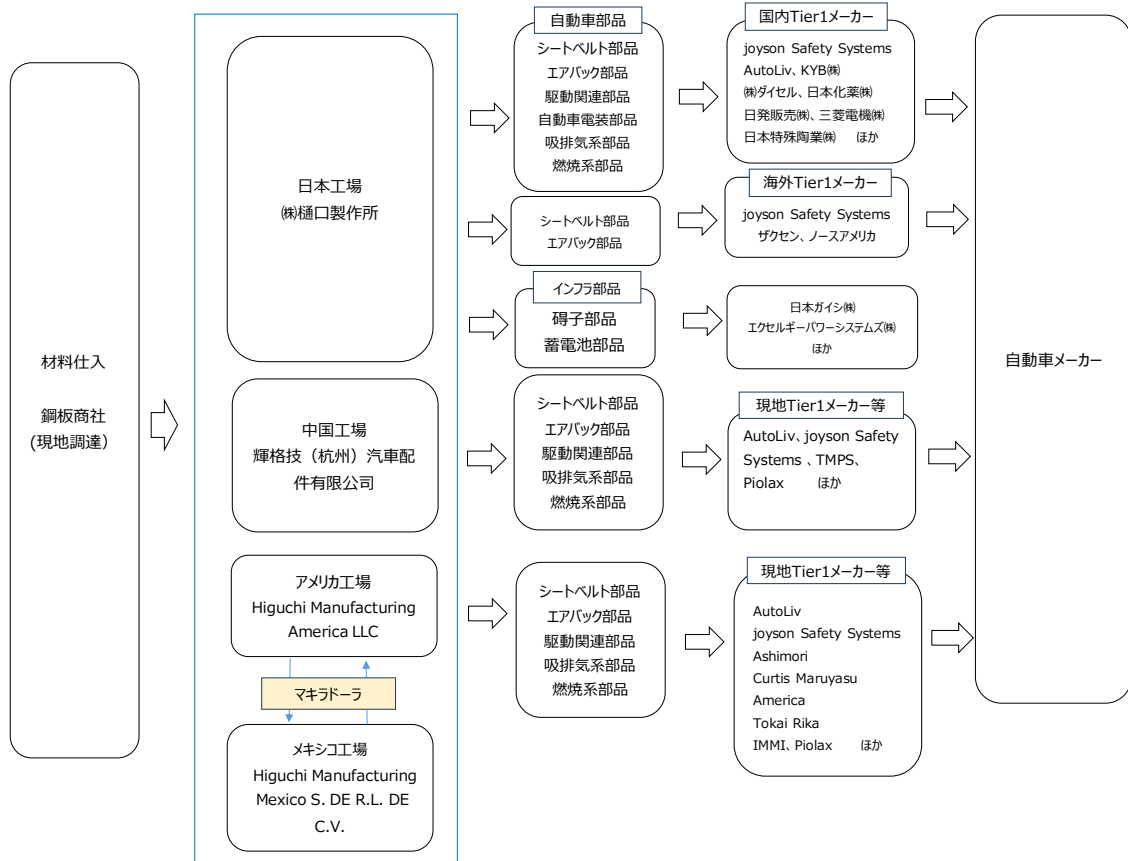 材料仕入
鋼板商社
(現地調達）
日本工場
㈱樋口製作所
中国工場
輝格技（杭州）汽車配
件有限公司
アメリカ工場
Higuchi Manufacturing
America LLC
マキラドーラ
メキシコ工場
Higuchi Manufacturing
Mexico S. DE R.L. DE
C.V.
自動車部品
シートベルト部品
エアバック部品
駆動関連部品
自動車電装部品
吸排気系部品
燃焼系部品
国内Tier1メーカー
joyson Safety Systems
AutoLiv、KYB㈱
㈱ダイセル、日本化薬㈱
日発販売㈱、三菱電機㈱
日本特殊陶業㈱　ほか
シートベルト部品
エアバック部品
海外Tier1メーカー
joyson Safety Systems
ザクセン、ノースアメリカ
インフラ部品
碍子部品
蓄電池部品
日本ガイシ㈱
エクセルギーパワーシステムズ㈱
ほか
シートベルト部品
エアバック部品
駆動関連部品
吸排気系部品
燃焼系部品
現地Tier1メーカー等
AutoLiv、joyson Safety
Systems 、TMPS、
Piolax　　ほか
シートベルト部品
エアバック部品
駆動関連部品
吸排気系部品
燃焼系部品
現地Tier1メーカー等
AutoLiv
joyson Safety Systems
Ashimori
Curtis Maruyasu
America
Tokai Rika
IMMI、Piolax　　ほか
自動車メーカー